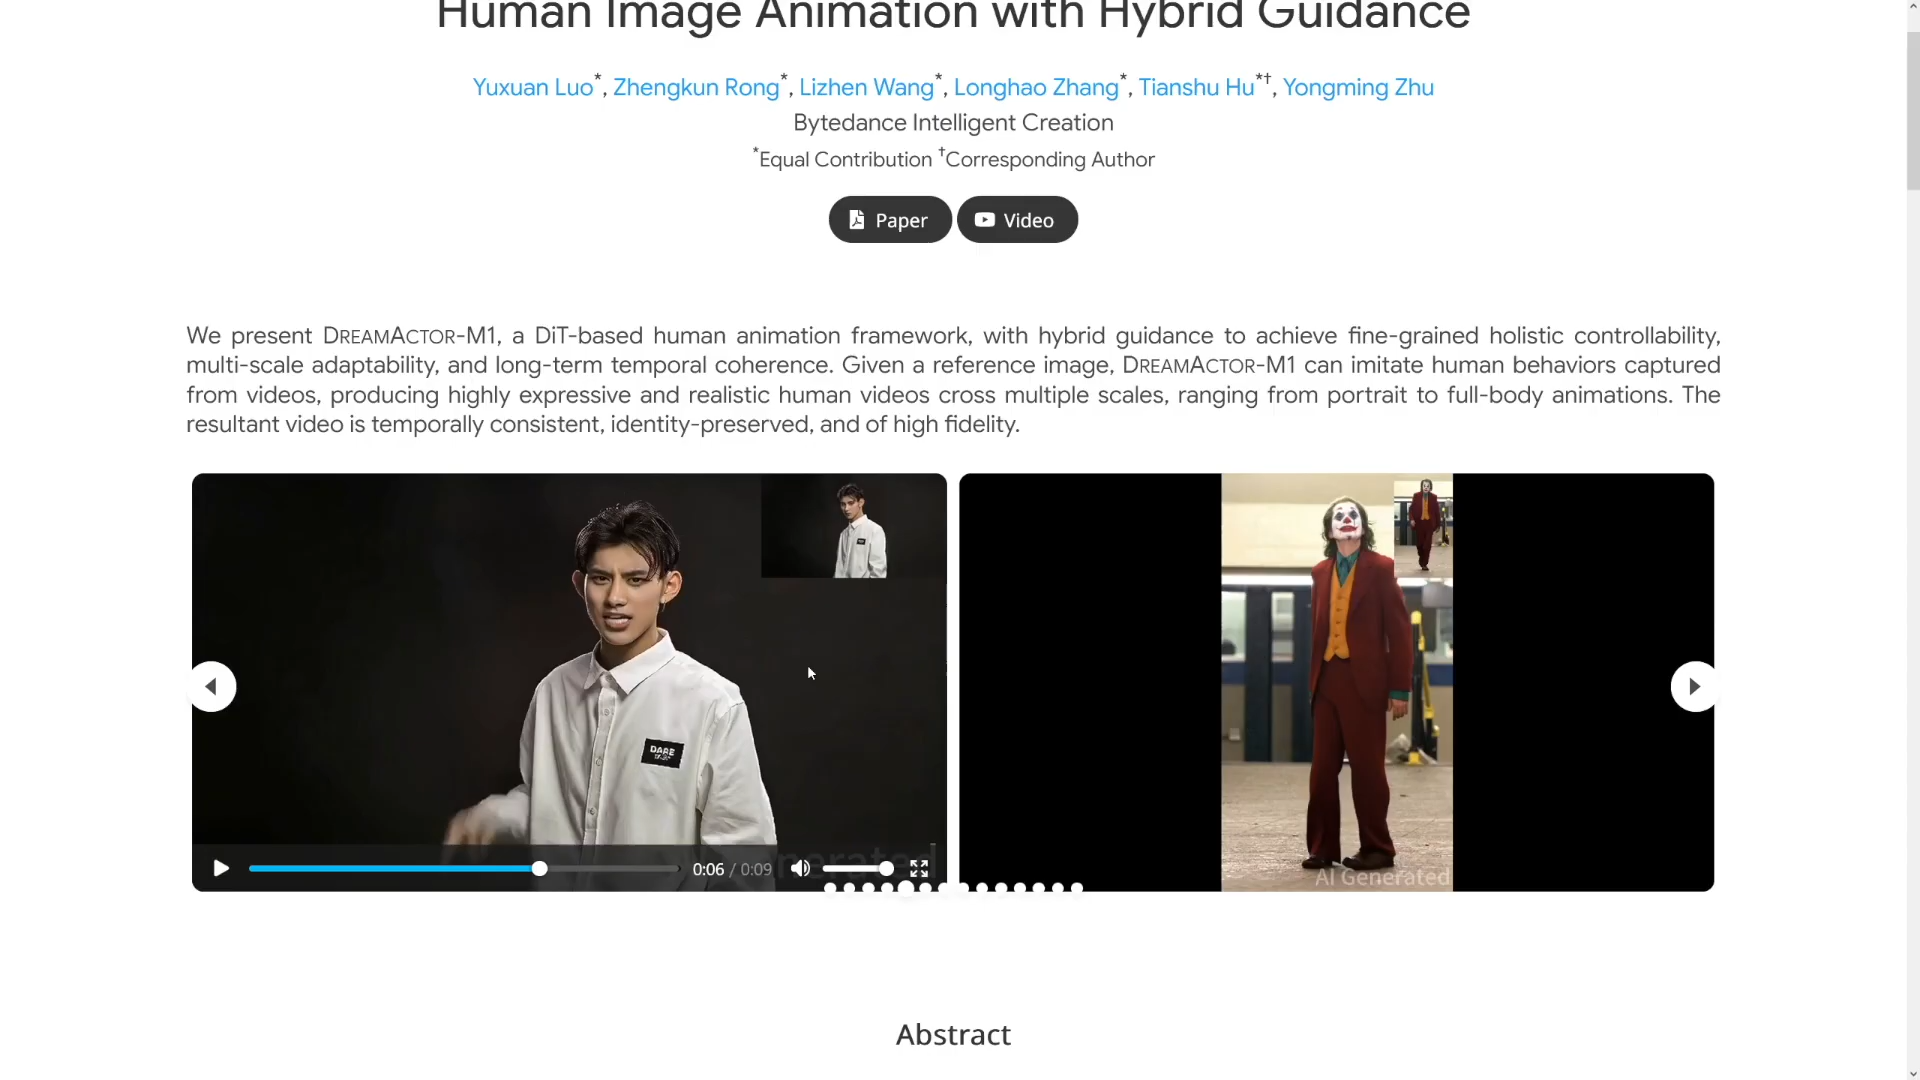 Human Image Animation with Hybrid Guidance
Yuxuan Luo*, Zhengkun Rong*, Lizhen Wang*, Longhao Zhang*, Tianshu Hu*†, Yongming Zhu
Bytedance Intelligent Creation
*Equal Contribution †Corresponding Author
Paper Video
We present DREAMACTOR-M1, a DiT-based human animation framework, with hybrid guidance to achieve fine-grained holistic controllability,
multi-scale adaptability, and long-term temporal coherence. Given a reference image, DREAMACTOR-M1 can imitate human behaviors captured
from videos, producing highly expressive and realistic human videos cross multiple scales, ranging from portrait to full-body animations. The
resultant video is temporally consistent, identity-preserved, and of high fidelity.
DARE
0:06 / 0:09
AI Generated
Abstract